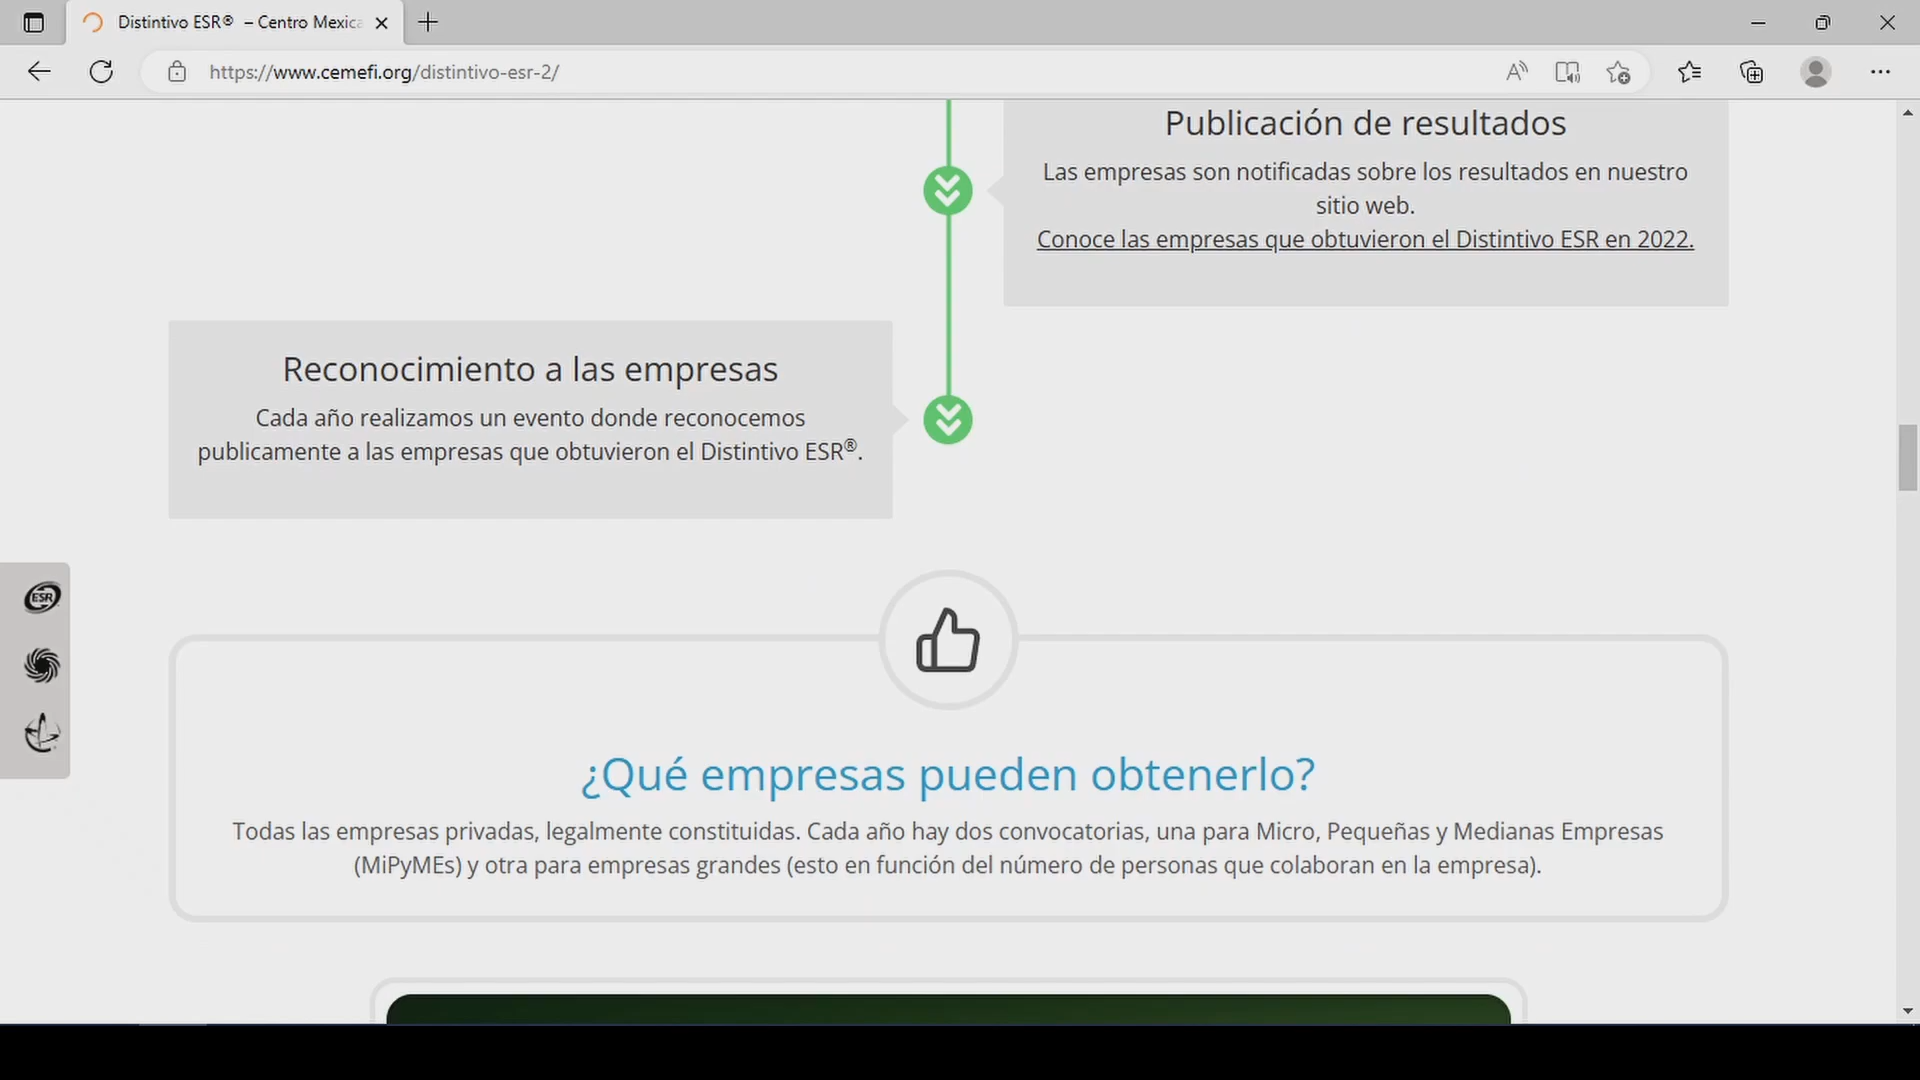 Distintivo ESR® – Centro Mexica
https://www.cemefi.org/distintivo-esr-2/
Publicación de resultados
Las empresas son notificadas sobre los resultados en nuestro
sitio web.
Conoce las empresas que obtuvieron el Distintivo ESR en 2022.
Reconocimiento a las empresas
Cada año realizamos un evento donde reconocemos
publicamente a las empresas que obtuvieron el Distintivo ESR®.
ESR
¿Qué empresas pueden obtenerlo?
Todas las empresas privadas, legalmente constituidas. Cada año hay dos convocatorias, una para Micro, Pequeñas y Medianas Empresas
(MiPyMEs) y otra para empresas grandes (esto en función del número de personas que colaboran en la empresa).